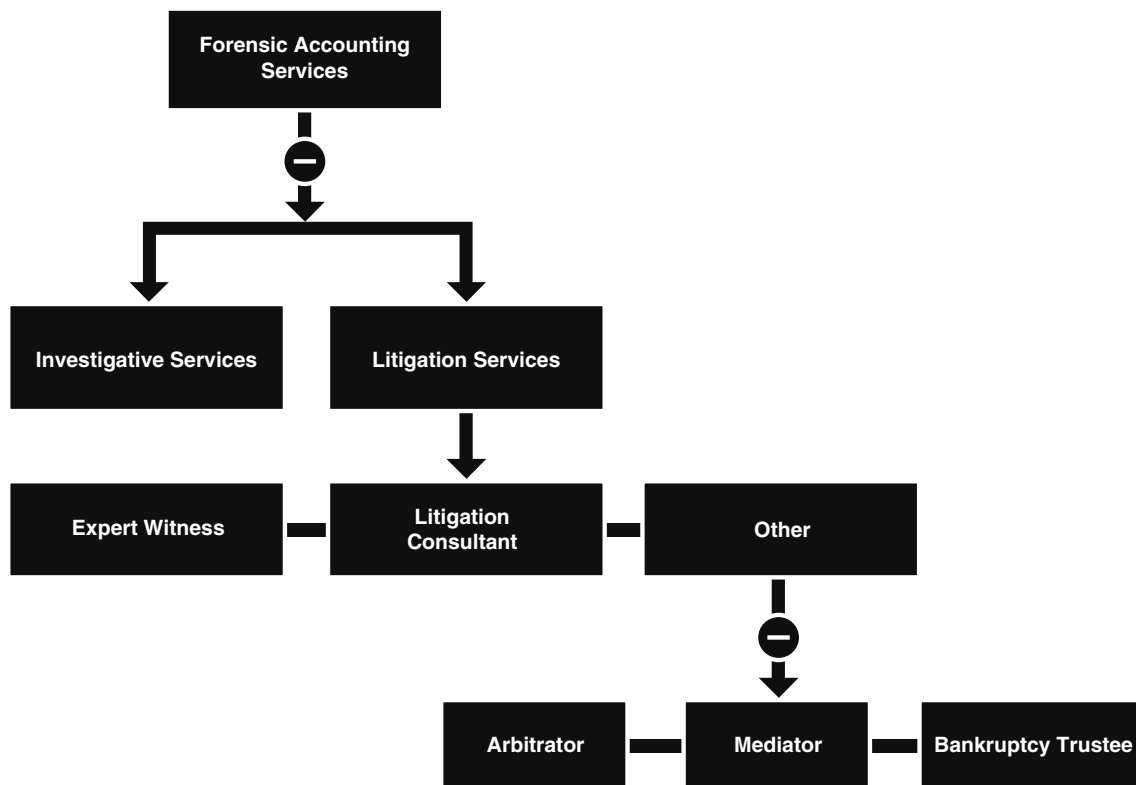 Forensic Accounting
Services
Investigative Services
Litigation Services
Expert Witness
Litigation
Consultant
Other
Arbitrator
Mediator
Bankruptcy Trustee